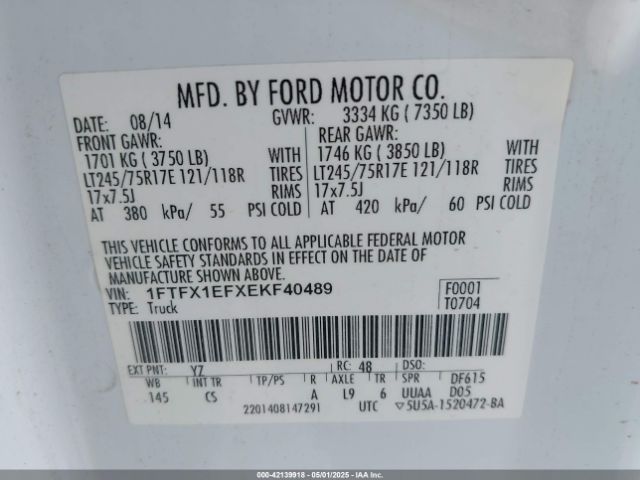 MFD. BY FORD MOTOR CO.
DATE: 08/14 GVWR: 3334 KG ( 7350 LB)
FRONT GAWR: REAR GAWR:
1701 KG ( 3750 LB) WITH 1746 KG ( 3850 LB) WITH
LT245/75R17E 121/118R TIRES LT245/75R17E 121/118R TIRES
17x7.5J RIMS 17x7.5J RIMS
AT 380 kPa/ 55 PSI COLD AT 420 kPa/ 60 PSI COLD
THIS VEHICLE CONFORMS TO ALL APPLICABLE FEDERAL MOTOR
VEHICLE SAFETY STANDARDS IN EFFECT ON THE DATE OF
MANUFACTURE SHOWN ABOVE.
VIN: 1FTFX1EFXEKF40489 F0001
TYPE: Truck T0704
EXT PNT: YZ RC: 48 DSO:
WB INT TR TP/PS R AXLE TR SPR DF615
145 CS A L9 6 UUAA D05
2201408147291 UTC ▽5U5A-1520472-BA
000-42139918 - 05/01/2025 - IAAI.com